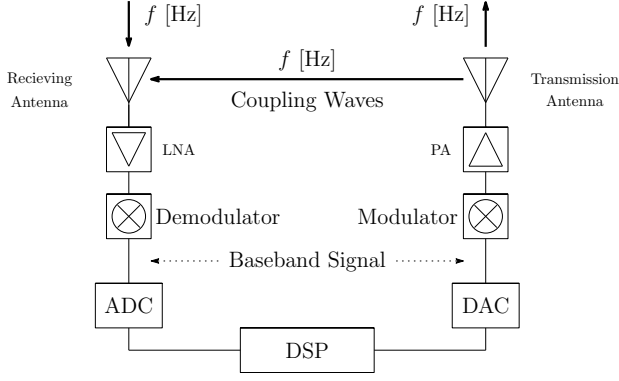 f [Hz]
f [Hz]
f [Hz]
Recieving
Antenna
Coupling Waves
Transmission
Antenna
LNA
PA
Demodulator
Modulator
Baseband Signal
ADC
DAC
DSP